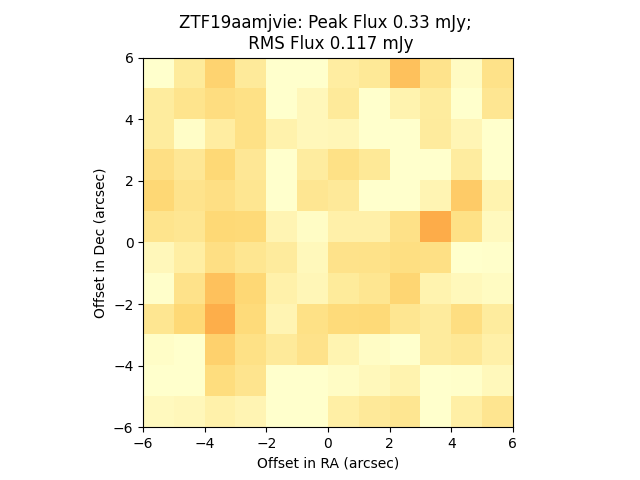 ZTF19aamjvie: Peak Flux 0.33 mJy;
RMS Flux 0.117 mJy
6
4
2
0
−2
−4
−6
Offset in Dec (arcsec)
−6 −4 −2 0 2 4 6
Offset in RA (arcsec)